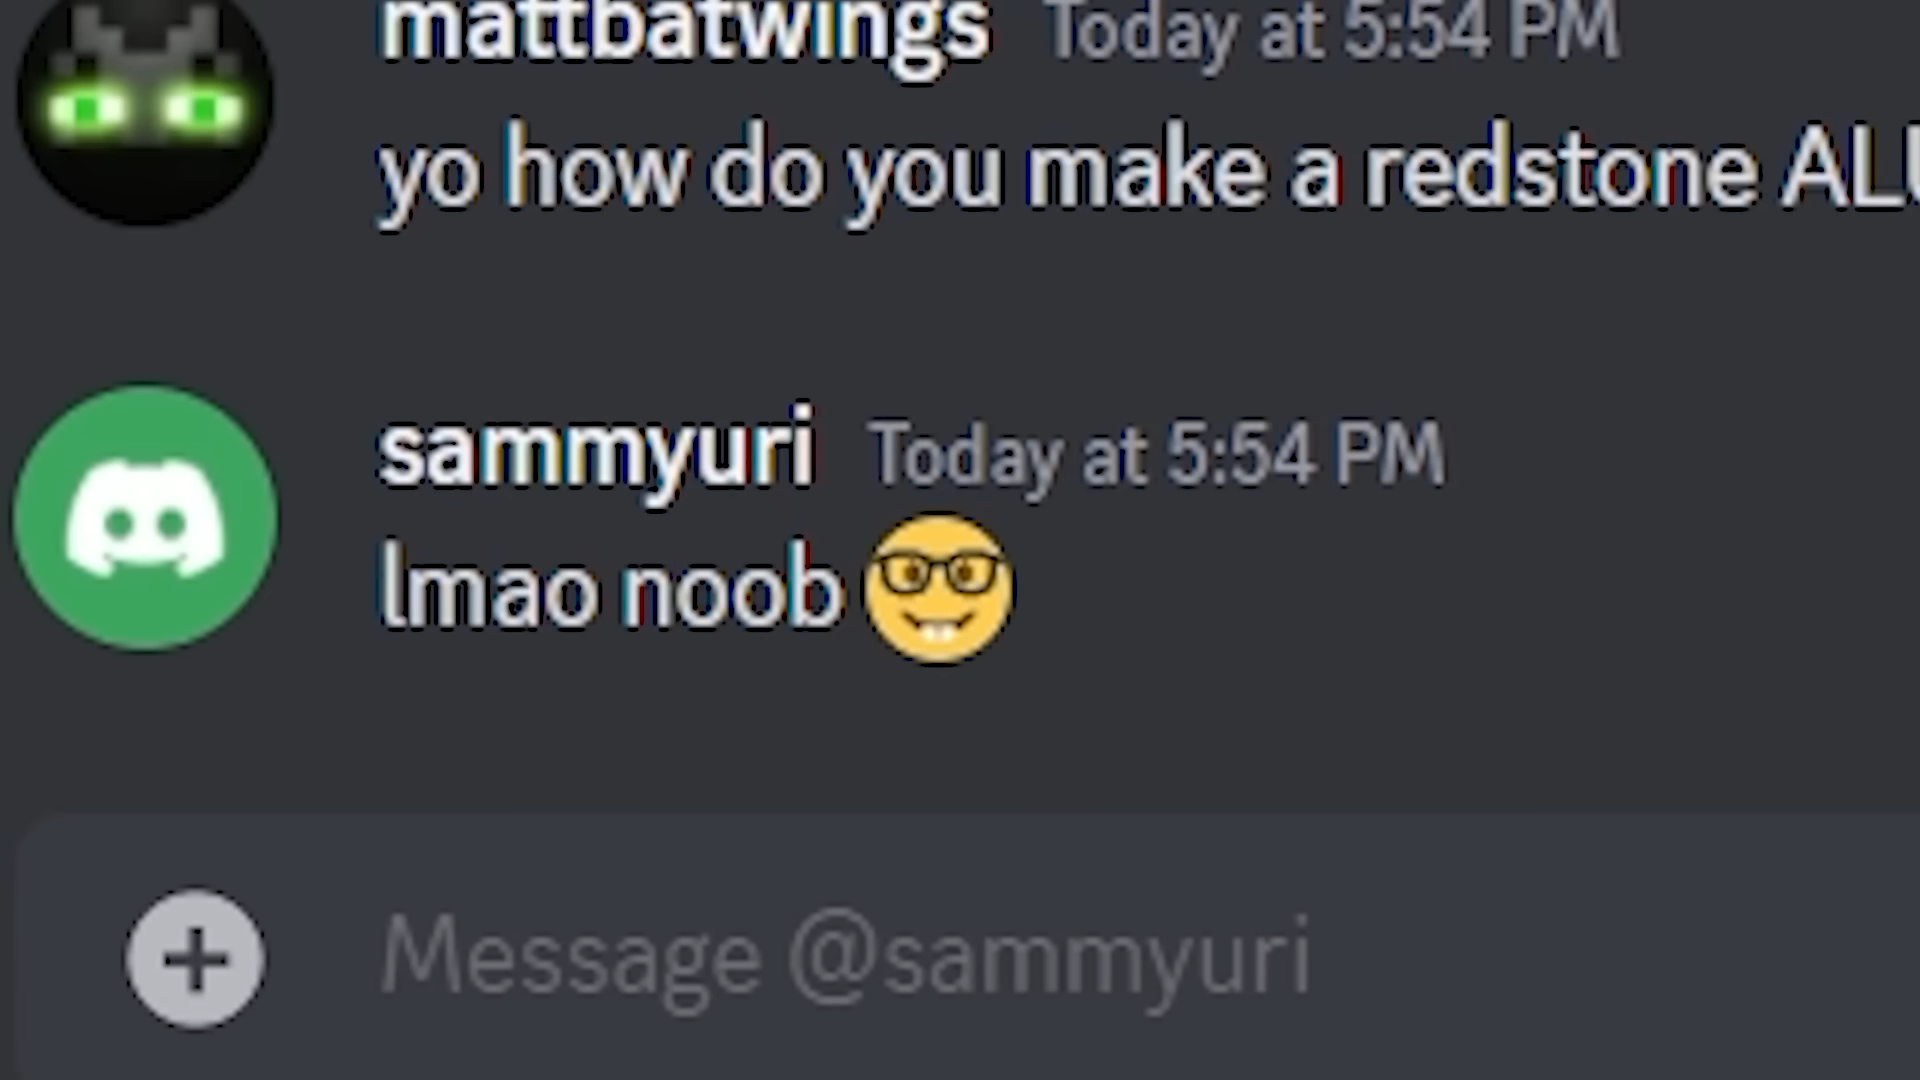 mattbatwings Today at 5:54 PM
yo how do you make a redstone ALU
sammyuri Today at 5:54 PM
lmao noob 🤓
Message @sammyuri